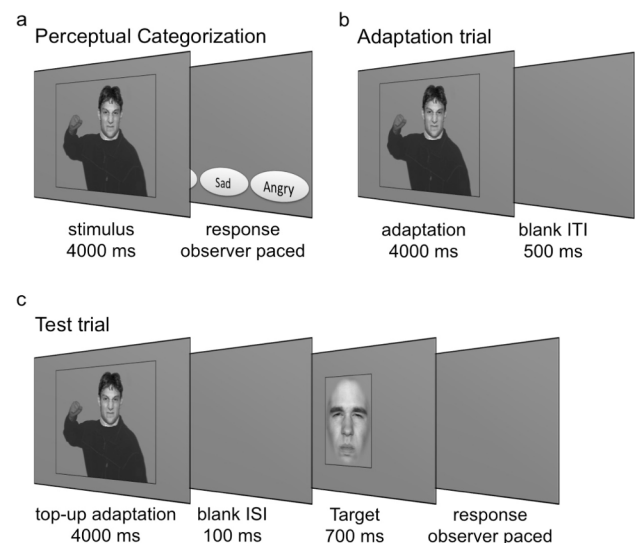 a
Perceptual Categorization
Sad
Angry
stimulus
4000 ms
response
observer paced
b
Adaptation trial
adaptation
4000 ms
blank ITI
500 ms
c
Test trial
top-up adaptation
4000 ms
blank ISI
100 ms
Target
700 ms
response
observer paced